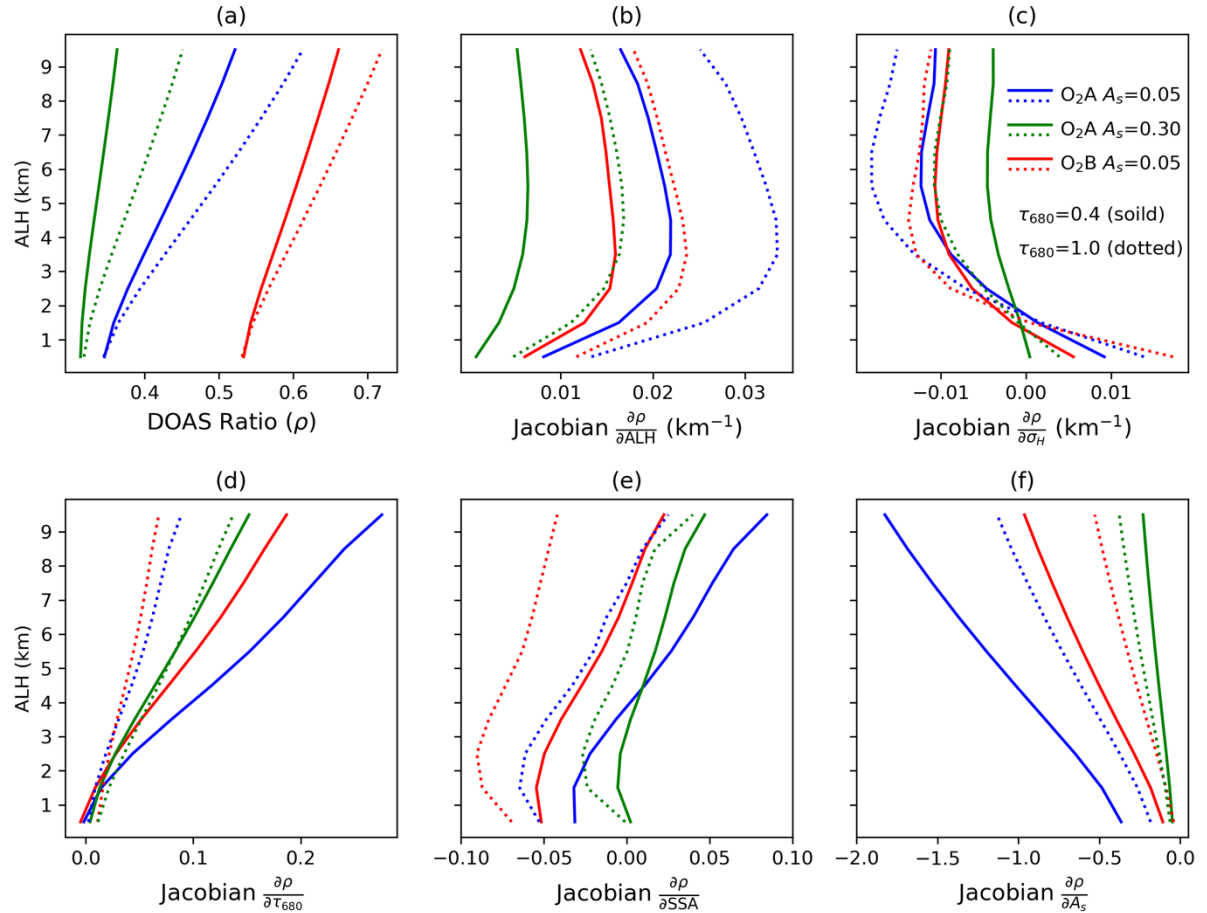 (a) (b) (c)
ALH (km)
9
8
7
6
5
4
3
2
1
0.4 0.5 0.6 0.7
DOAS Ratio (ρ)
0.01 0.02 0.03
Jacobian ∂ρ/∂ALH (km⁻¹)
O₂A Aₛ=0.05
O₂A Aₛ=0.30
O₂B Aₛ=0.05
τ₆₈₀=0.4 (soild)
τ₆₈₀=1.0 (dotted)
−0.01 0.00 0.01
Jacobian ∂ρ/∂σ_H (km⁻¹)
(d) (e) (f)
ALH (km)
9
8
7
6
5
4
3
2
1
0.0 0.1 0.2
Jacobian ∂ρ/∂τ₆₈₀
−0.10 −0.05 0.00 0.05 0.10
Jacobian ∂ρ/∂SSA
−2.0 −1.5 −1.0 −0.5 0.0
Jacobian ∂ρ/∂Aₛ